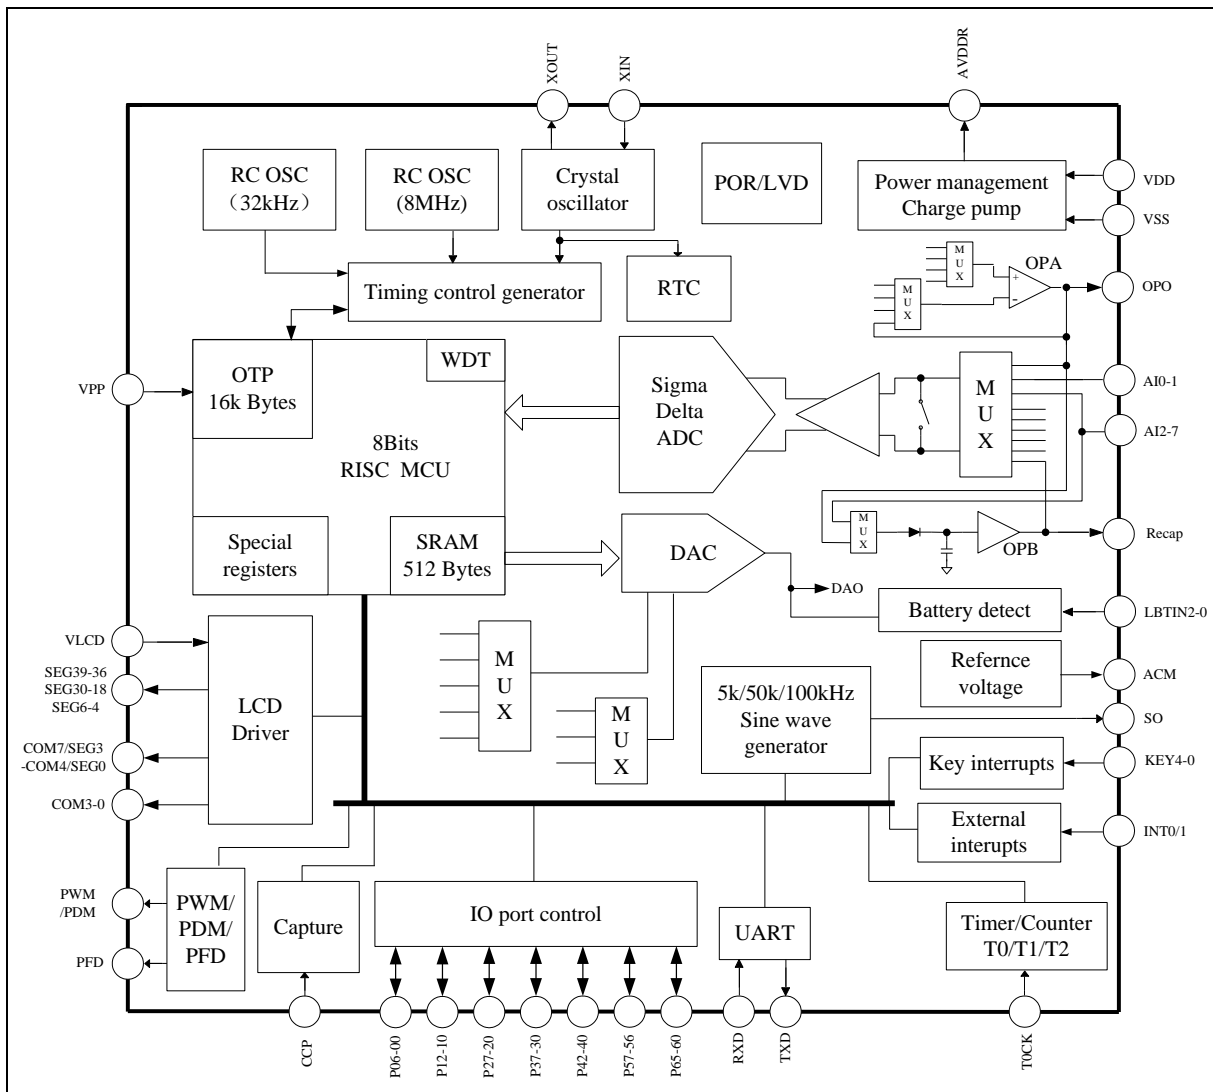 XOUT
XIN
AVDDR
RC OSC
(32kHz)
RC OSC
(8MHz)
Crystal
oscillator
POR/LVD
Power management
Charge pump
VDD
VSS
Timing control generator
RTC
MUX
MUX
OPA
+
-
OPO
VPP
OTP
16k Bytes
WDT
8Bits
RISC MCU
Special
registers
SRAM
512 Bytes
Sigma
Delta
ADC
MUX
AI0-1
AI2-7
MUX
OPB
Recap
DAC
DAO
Battery detect
LBTIN2-0
Refernce
voltage
ACM
VLCD
SEG39-36
SEG30-18
SEG6-4
COM7/SEG3
-COM4/SEG0
COM3-0
LCD
Driver
MUX
MUX
5k/50k/100kHz
Sine wave
generator
SO
Key interrupts
KEY4-0
External
interupts
INT0/1
PWM
/PDM
PFD
PWM/
PDM/
PFD
Capture
IO port control
UART
Timer/Counter
T0/T1/T2
CCP
P06-00
P12-10
P27-20
P37-30
P42-40
P57-56
P65-60
RXD
TXD
T0CK